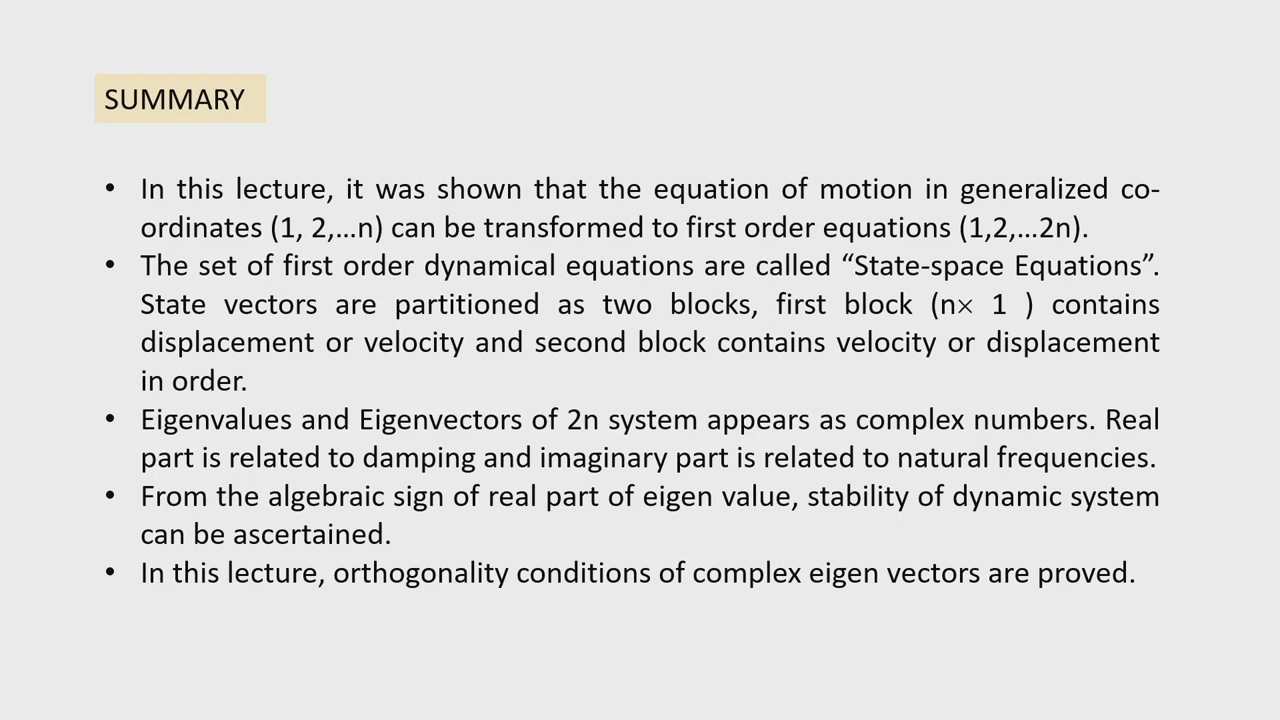 SUMMARY
• In this lecture, it was shown that the equation of motion in generalized co-
ordinates (1, 2,...n) can be transformed to first order equations (1,2,...2n).
• The set of first order dynamical equations are called “State-space Equations”.
State vectors are partitioned as two blocks, first block (n× 1 ) contains
displacement or velocity and second block contains velocity or displacement
in order.
• Eigenvalues and Eigenvectors of 2n system appears as complex numbers. Real
part is related to damping and imaginary part is related to natural frequencies.
• From the algebraic sign of real part of eigen value, stability of dynamic system
can be ascertained.
• In this lecture, orthogonality conditions of complex eigen vectors are proved.